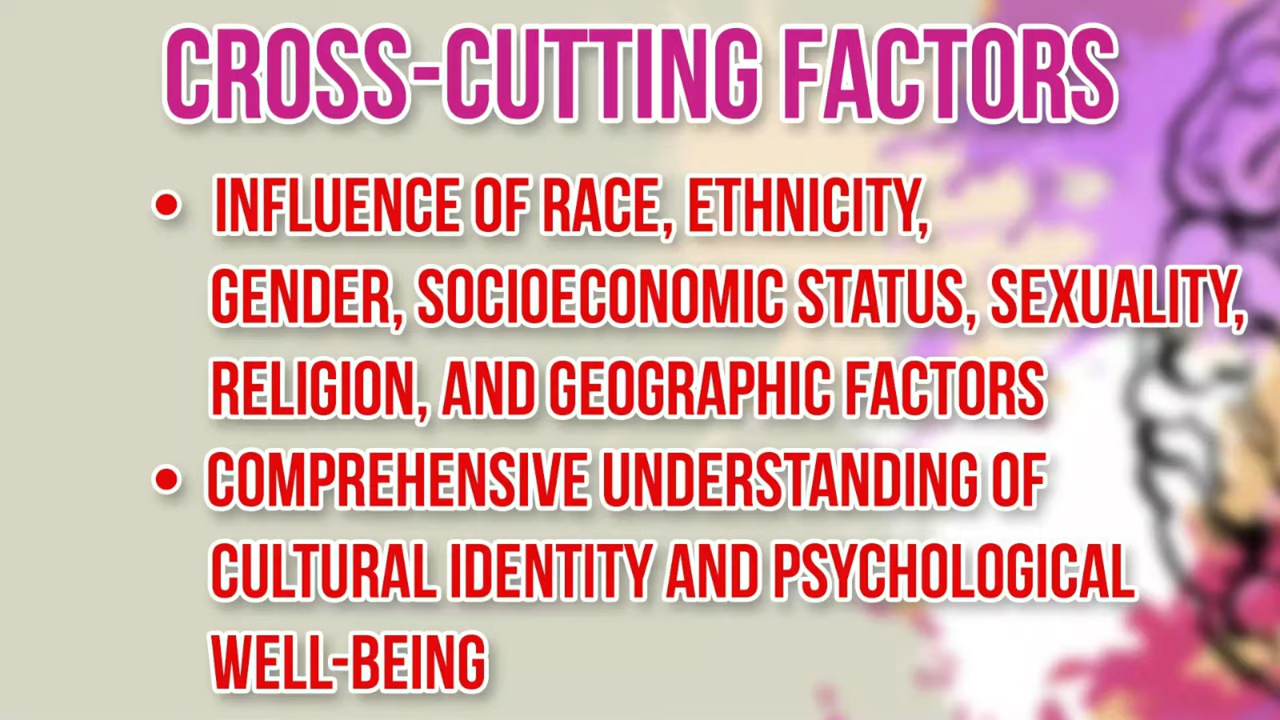 CROSS-CUTTING FACTORS
• INFLUENCE OF RACE, ETHNICITY,
GENDER, SOCIOECONOMIC STATUS, SEXUALITY,
RELIGION, AND GEOGRAPHIC FACTORS
• COMPREHENSIVE UNDERSTANDING OF
CULTURAL IDENTITY AND PSYCHOLOGICAL
WELL-BEING